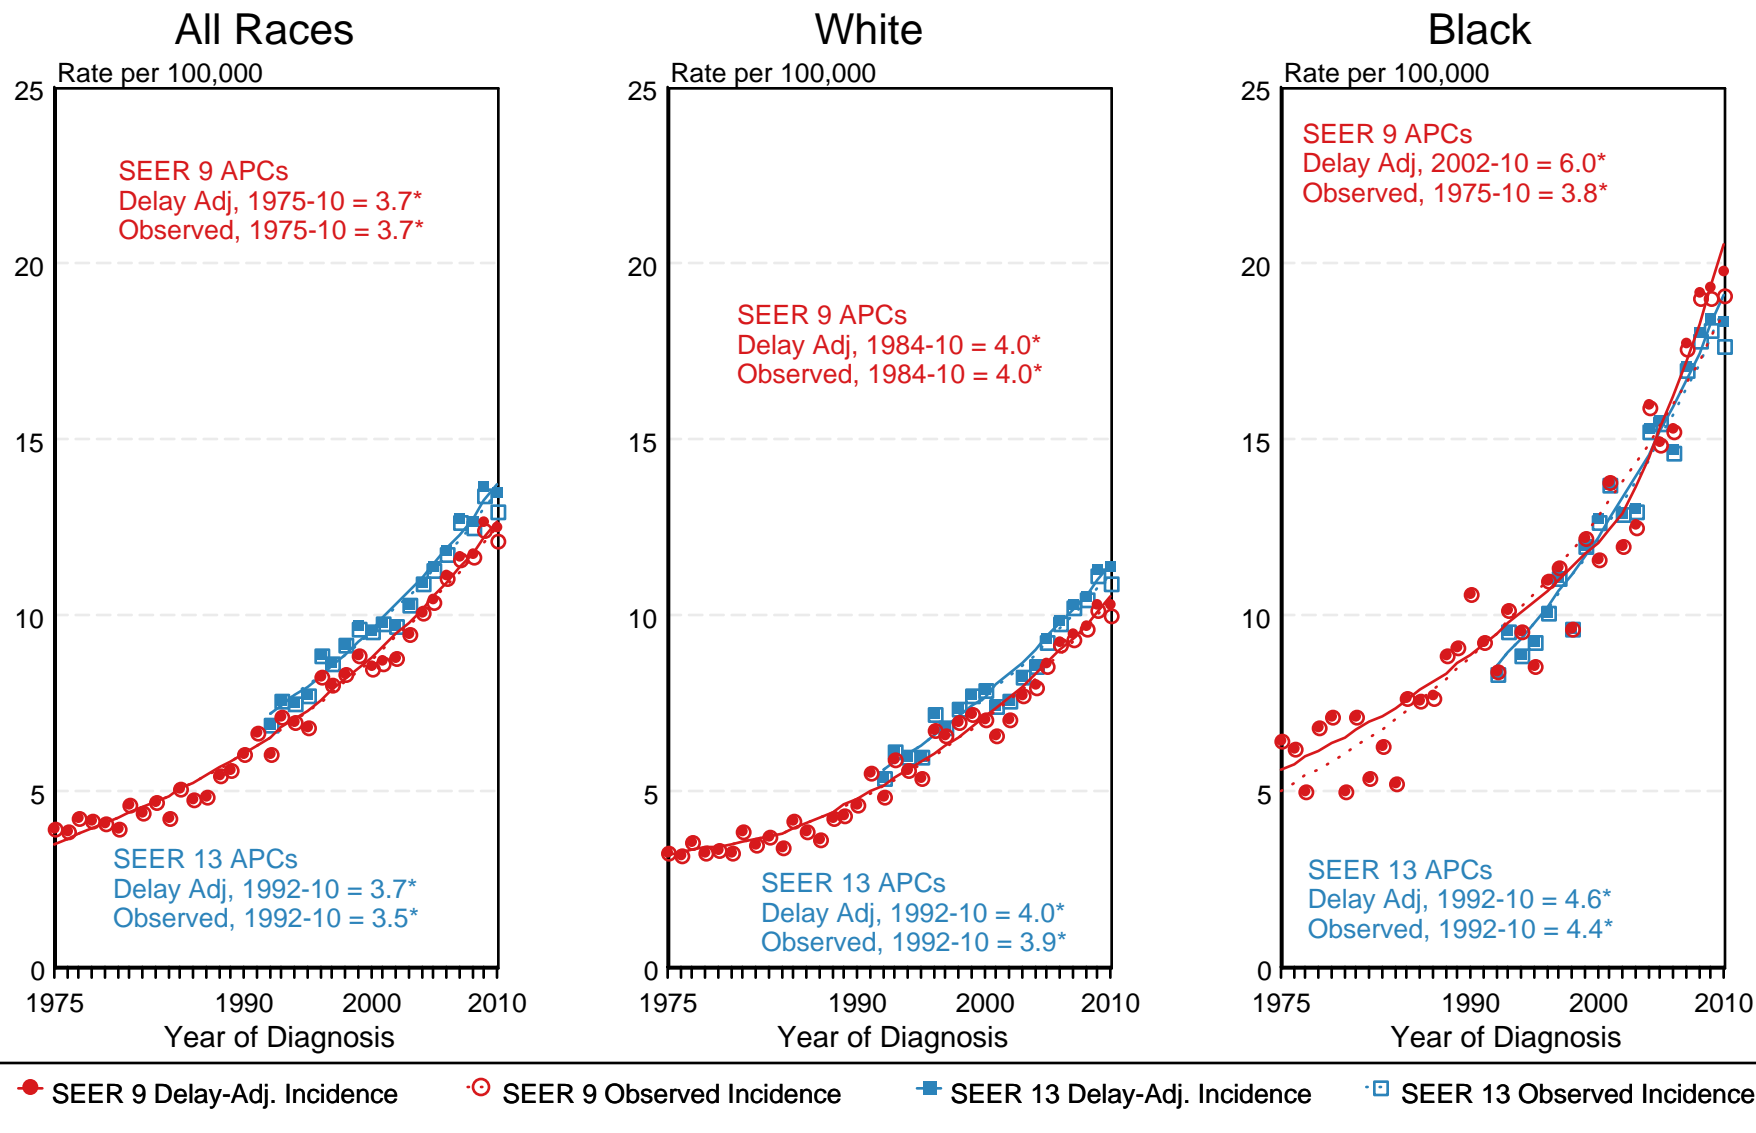 All Races
Rate per 100,000
25
20
15
10
5
0
SEER 9 APCs
Delay Adj, 1975-10 = 3.7*
Observed, 1975-10 = 3.7*
SEER 13 APCs
Delay Adj, 1992-10 = 3.7*
Observed, 1992-10 = 3.5*
1975 1990 2000 2010
Year of Diagnosis
White
Rate per 100,000
25
20
15
10
5
0
SEER 9 APCs
Delay Adj, 1984-10 = 4.0*
Observed, 1984-10 = 4.0*
SEER 13 APCs
Delay Adj, 1992-10 = 4.0*
Observed, 1992-10 = 3.9*
1975 1990 2000 2010
Year of Diagnosis
Black
Rate per 100,000
25
20
15
10
5
0
SEER 9 APCs
Delay Adj, 2002-10 = 6.0*
Observed, 1975-10 = 3.8*
SEER 13 APCs
Delay Adj, 1992-10 = 4.6*
Observed, 1992-10 = 4.4*
1975 1990 2000 2010
Year of Diagnosis
SEER 9 Delay-Adj. Incidence SEER 9 Observed Incidence SEER 13 Delay-Adj. Incidence SEER 13 Observed Incidence